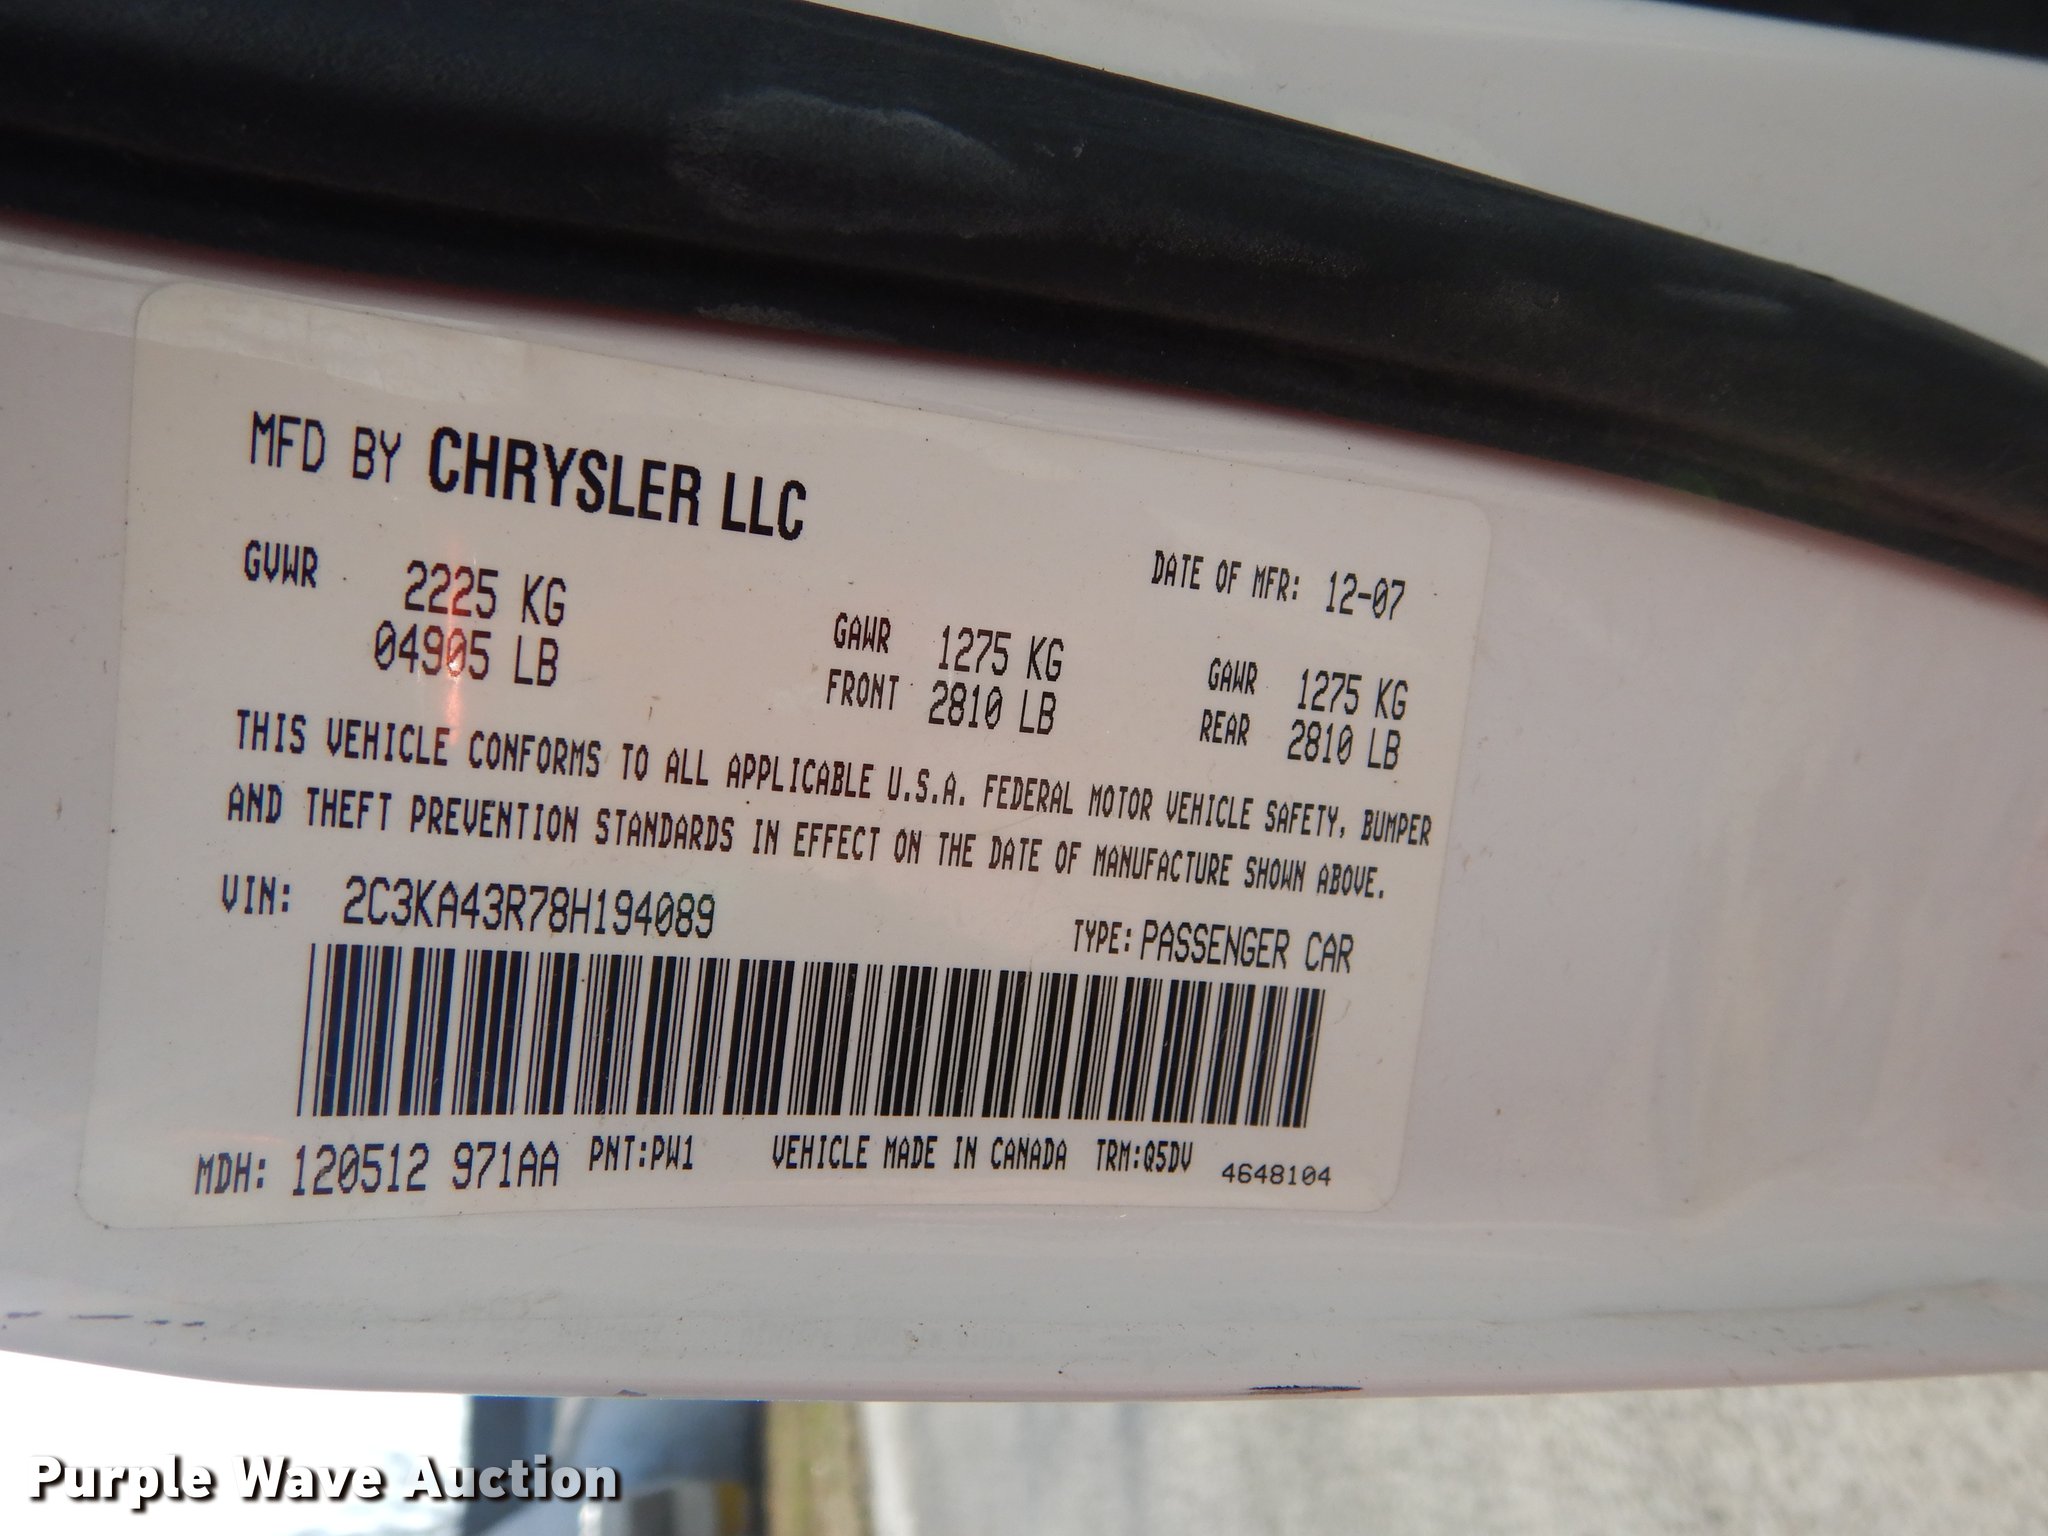 MFD BY CHRYSLER LLC
DATE OF MFR: 12-07
GVWR 2225 KG
04905 LB
GAWR 1275 KG
FRONT 2810 LB
GAWR 1275 KG
REAR 2810 LB
THIS VEHICLE CONFORMS TO ALL APPLICABLE U.S.A. FEDERAL MOTOR VEHICLE SAFETY, BUMPER
AND THEFT PREVENTION STANDARDS IN EFFECT ON THE DATE OF MANUFACTURE SHOWN ABOVE.
VIN: 2C3KA43R78H194089
TYPE: PASSENGER CAR
MDH: 120512 971AA PNT:PW1 VEHICLE MADE IN CANADA TRM:Q5DV 4648104
Purple Wave Auction